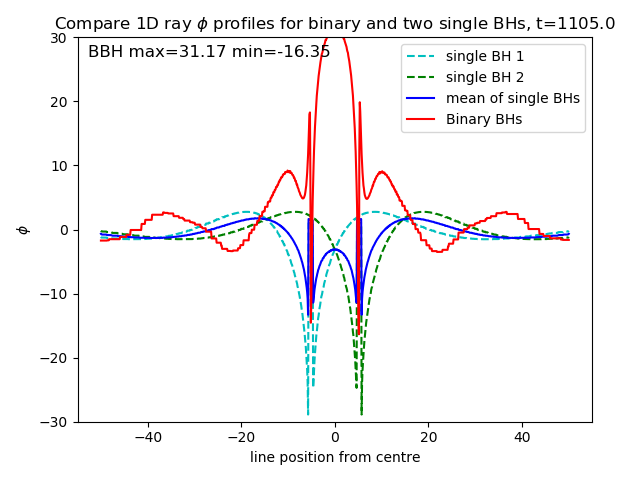 Compare 1D ray ϕ profiles for binary and two single BHs, t=1105.0
BBH max=31.17 min=-16.35
single BH 1
single BH 2
mean of single BHs
Binary BHs
30
20
10
0
−10
−20
−30
ϕ
−40
−20
0
20
40
line position from centre